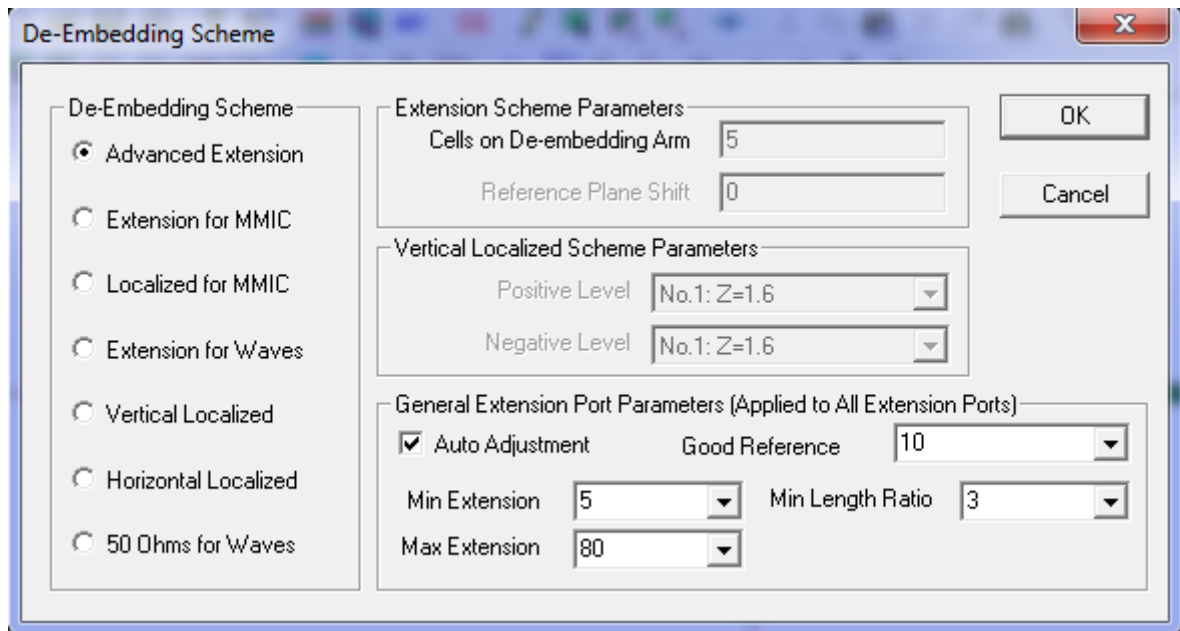 De-Embedding Scheme
De-Embedding Scheme
Advanced Extension
Extension for MMIC
Localized for MMIC
Extension for Waves
Vertical Localized
Horizontal Localized
50 Ohms for Waves
Extension Scheme Parameters
Cells on De-embedding Arm 5
Reference Plane Shift 0
Vertical Localized Scheme Parameters
Positive Level No.1: Z=1.6
Negative Level No.1: Z=1.6
General Extension Port Parameters (Applied to All Extension Ports)
Auto Adjustment Good Reference 10
Min Extension 5 Min Length Ratio 3
Max Extension 80
OK
Cancel